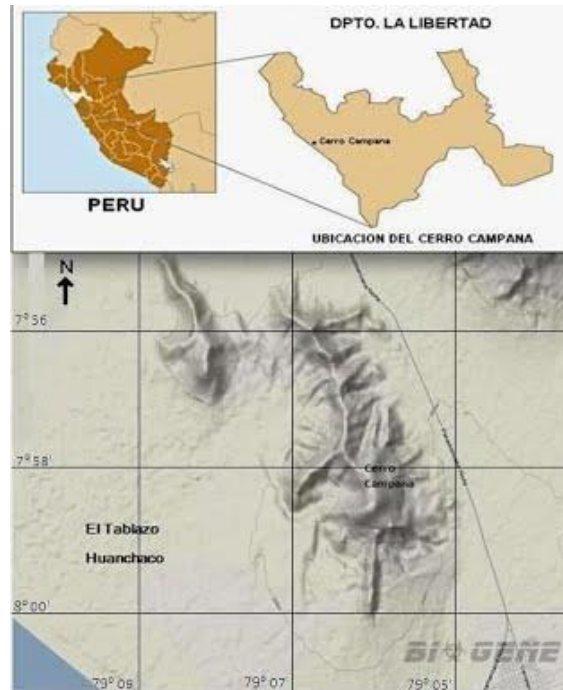 DPTO. LA LIBERTAD
Cerro Campana
PERU
UBICACION DEL CERRO CAMPANA
N
7° 56'
7° 58'
Cerro
Campana
El Tablazo
Huanchaco
8° 00'
BIOGENE
79° 09
79° 07
79° 05'